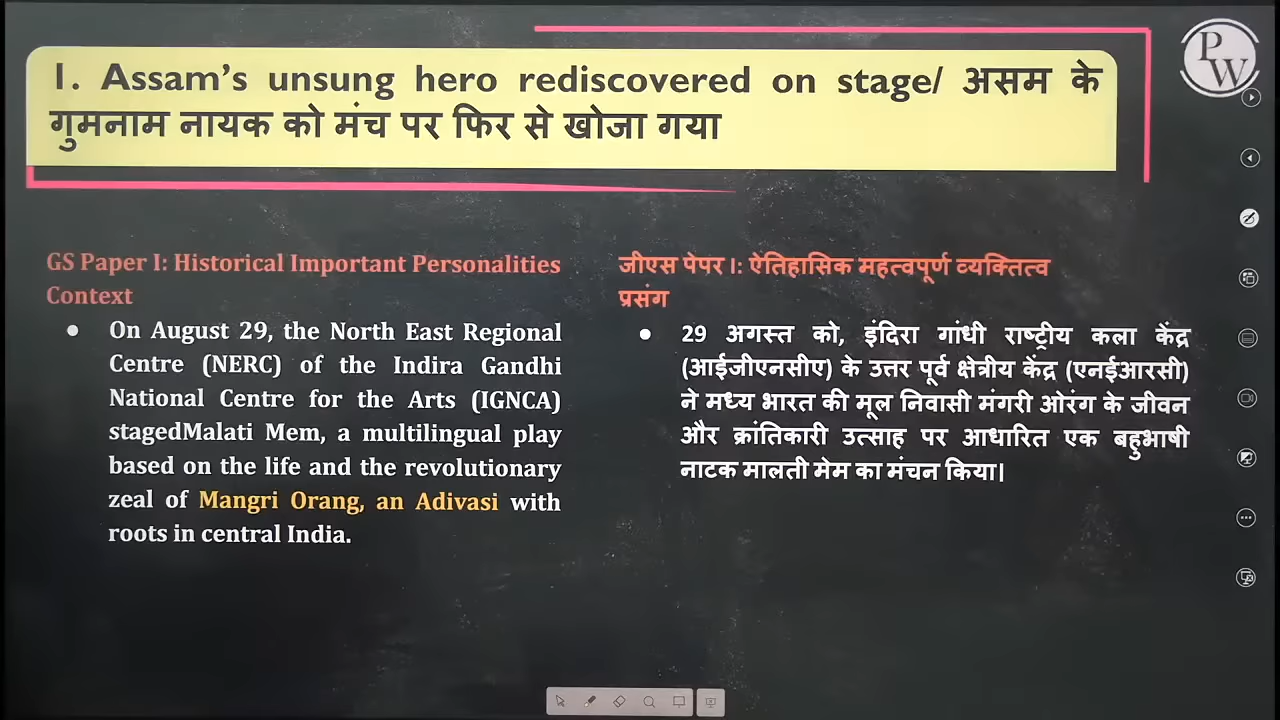 1. Assam's unsung hero rediscovered on stage/ असम के
गुमनाम नायक को मंच पर फिर से खोजा गया
PW
GS Paper I: Historical Important Personalities
Context
● On August 29, the North East Regional
Centre (NERC) of the Indira Gandhi
National Centre for the Arts (IGNCA)
stagedMalati Mem, a multilingual play
based on the life and the revolutionary
zeal of Mangri Orang, an Adivasi with
roots in central India.
जीएस पेपर I: ऐतिहासिक महत्वपूर्ण व्यक्तित्व
प्रसंग
● 29 अगस्त को, इंदिरा गांधी राष्ट्रीय कला केंद्र
(आईजीएनसीए) के उत्तर पूर्व क्षेत्रीय केंद्र (एनईआरसी)
ने मध्य भारत की मूल निवासी मंगरी ओरंग के जीवन
और क्रांतिकारी उत्साह पर आधारित एक बहुभाषी
नाटक मालती मेम का मंचन किया।